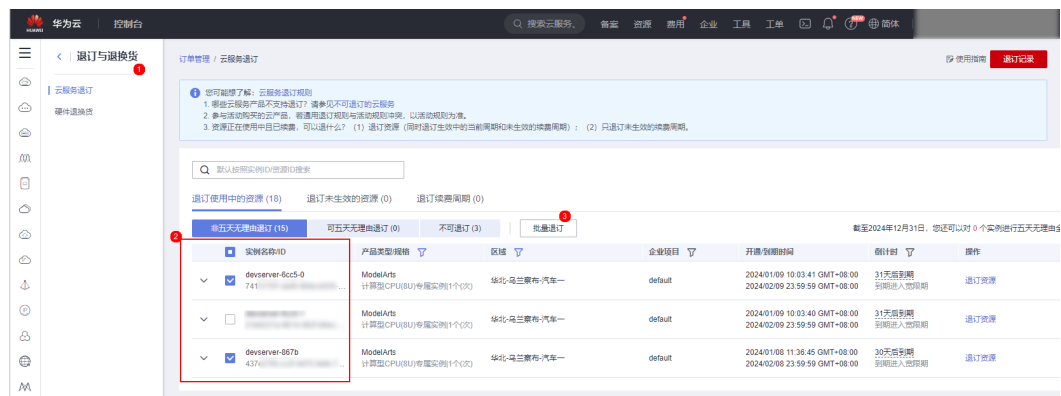 HUAWEI 华为云 控制台 搜索云服务、 备案 资源 费用 企业 工具 工单 NEW 简体
退订与退换货
1
云服务退订
硬件退换货
订单管理 / 云服务退订 使用指南 退订记录
您可能想了解：云服务退订规则
1. 哪些云服务产品不支持退订？请参见不可退订的云服务
2. 参与活动购买的云产品，若通用退订规则与活动规则冲突，以活动规则为准。
3. 资源正在使用中且已续费，可以退什么？（1）退订资源（同时退订生效中的当前周期和未生效的续费周期）；（2）只退订未生效的续费周期。
默认按照实例ID/资源ID搜索
退订使用中的资源 (18) 退订未生效的资源 (0) 退订续费周期 (0)
3
非五天无理由退订 (15) 可五天无理由退订 (0) 不可退订 (3) 批量退订 截至2024年12月31日，您还可以对 0 个实例进行五天无理由全
2
实例名称/ID 产品类型/规格 区域 企业项目 开通/到期时间 倒计时 操作
devserver-6cc5-0 ModelArts 华北-乌兰察布-汽车一 default 2024/01/09 10:03:41 GMT+08:00 31天后到期 退订资源
741 ... 计算型CPU(8U)专属实例(1个(次) 2024/02/09 23:59:59 GMT+08:00 到期进入宽限期
ModelArts 华北-乌兰察布-汽车一 default 2024/01/09 10:03:40 GMT+08:00 31天后到期 退订资源
计算型CPU(8U)专属实例(1个(次) 2024/02/09 23:59:59 GMT+08:00 到期进入宽限期
devserver-867b ModelArts 华北-乌兰察布-汽车一 default 2024/01/08 11:36:45 GMT+08:00 30天后到期 退订资源
437 ... 计算型CPU(8U)专属实例(1个(次) 2024/02/08 23:59:59 GMT+08:00 到期进入宽限期